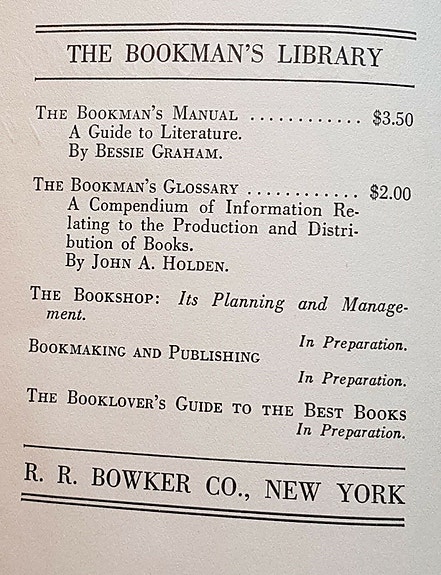 THE BOOKMAN'S LIBRARY
THE BOOKMAN'S MANUAL ............ $3.50
A Guide to Literature.
By BESSIE GRAHAM.
THE BOOKMAN'S GLOSSARY ............ $2.00
A Compendium of Information Re-
lating to the Production and Distri-
bution of Books.
By JOHN A. HOLDEN.
THE BOOKSHOP: Its Planning and Manage-
ment.
In Preparation.
BOOKMAKING AND PUBLISHING
In Preparation.
THE BOOKLOVER'S GUIDE TO THE BEST BOOKS
In Preparation.
R. R. BOWKER CO., NEW YORK